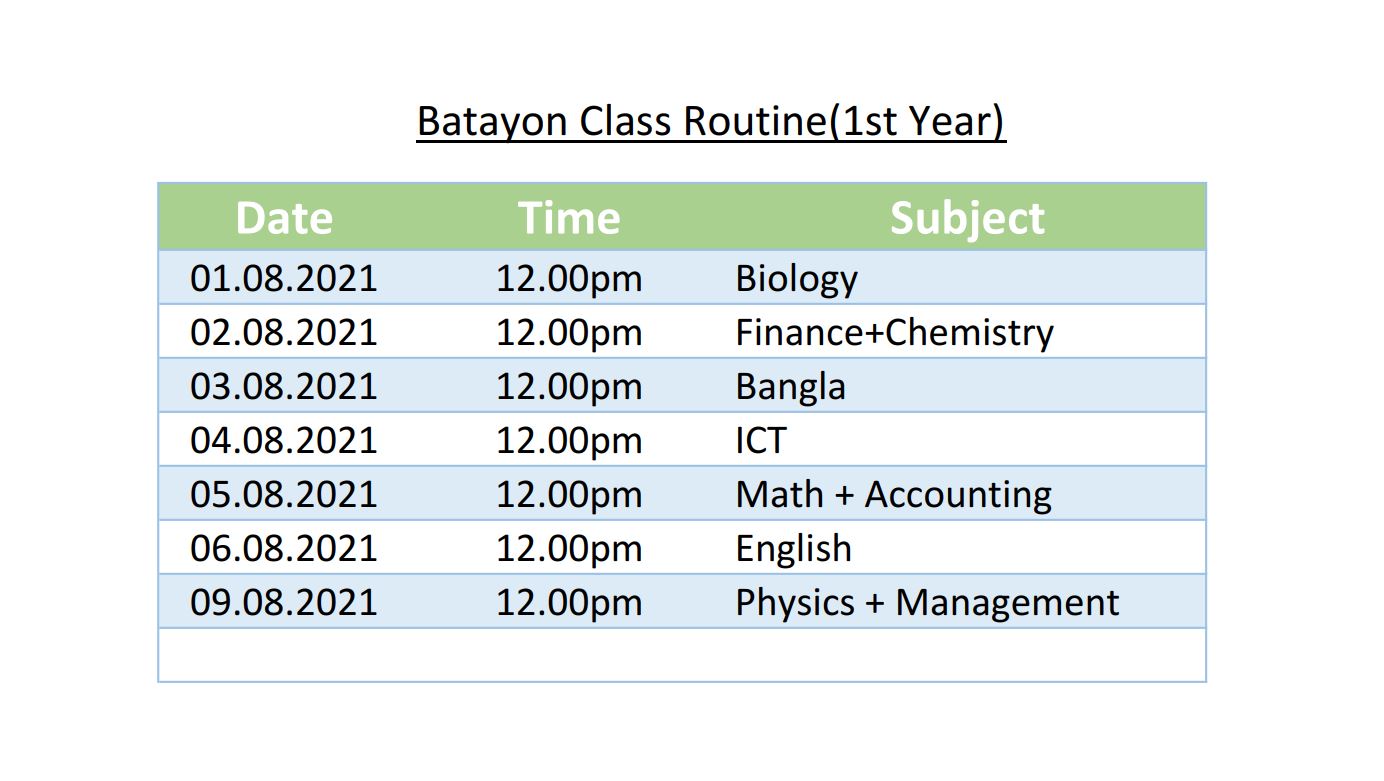 Batayon Class Routine(1st Year)
Date Time Subject
01.08.2021 12.00pm Biology
02.08.2021 12.00pm Finance+Chemistry
03.08.2021 12.00pm Bangla
04.08.2021 12.00pm ICT
05.08.2021 12.00pm Math + Accounting
06.08.2021 12.00pm English
09.08.2021 12.00pm Physics + Management